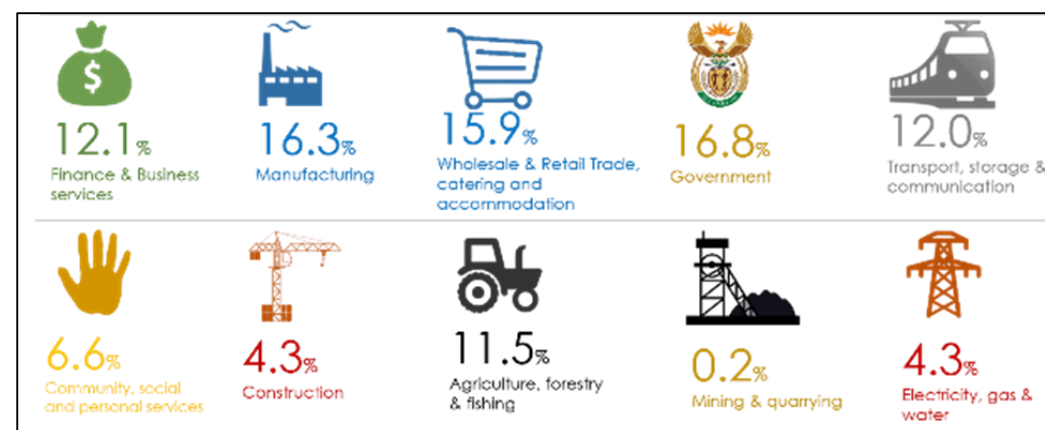 $
12.1%
Finance & Business
services
16.3%
Manufacturing
15.9%
Wholesale & Retail Trade,
catering and
accommodation
16.8%
Government
12.0%
Transport, storage &
communication
6.6%
Community, social
and personal services
4.3%
Construction
11.5%
Agriculture, forestry
& fishing
0.2%
Mining & quarrying
4.3%
Electricity, gas &
water